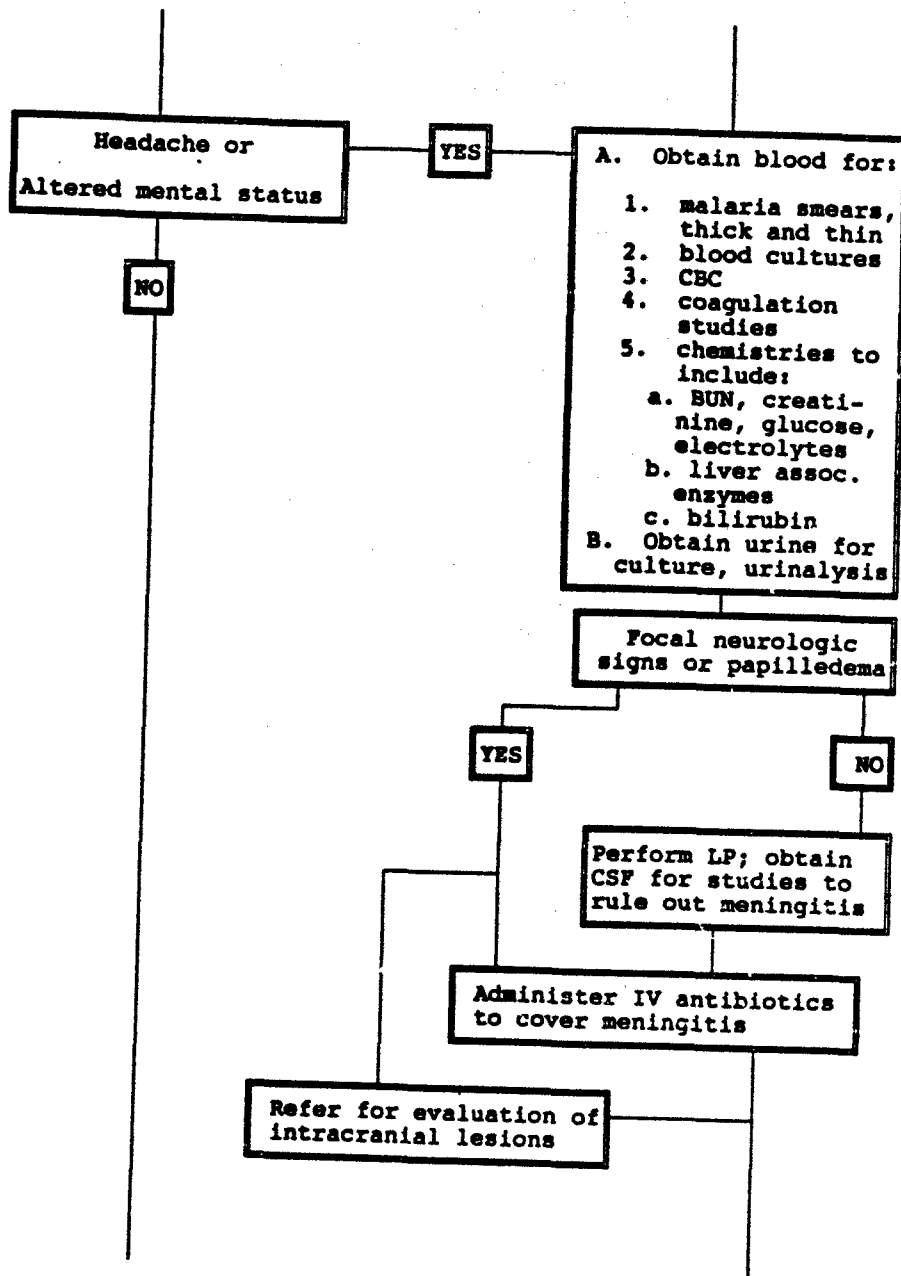 Headache or
Altered mental status
YES
NO
A. Obtain blood for:
1. malaria smears,
thick and thin
2. blood cultures
3. CBC
4. coagulation
studies
5. chemistries to
include:
a. BUN, creati-
nine, glucose,
electrolytes
b. liver assoc.
enzymes
c. bilirubin
B. Obtain urine for
culture, urinalysis
Focal neurologic
signs or papilledema
YES
NO
Perform LP; obtain
CSF for studies to
rule out meningitis
Administer IV antibiotics
to cover meningitis
Refer for evaluation of
intracranial lesions